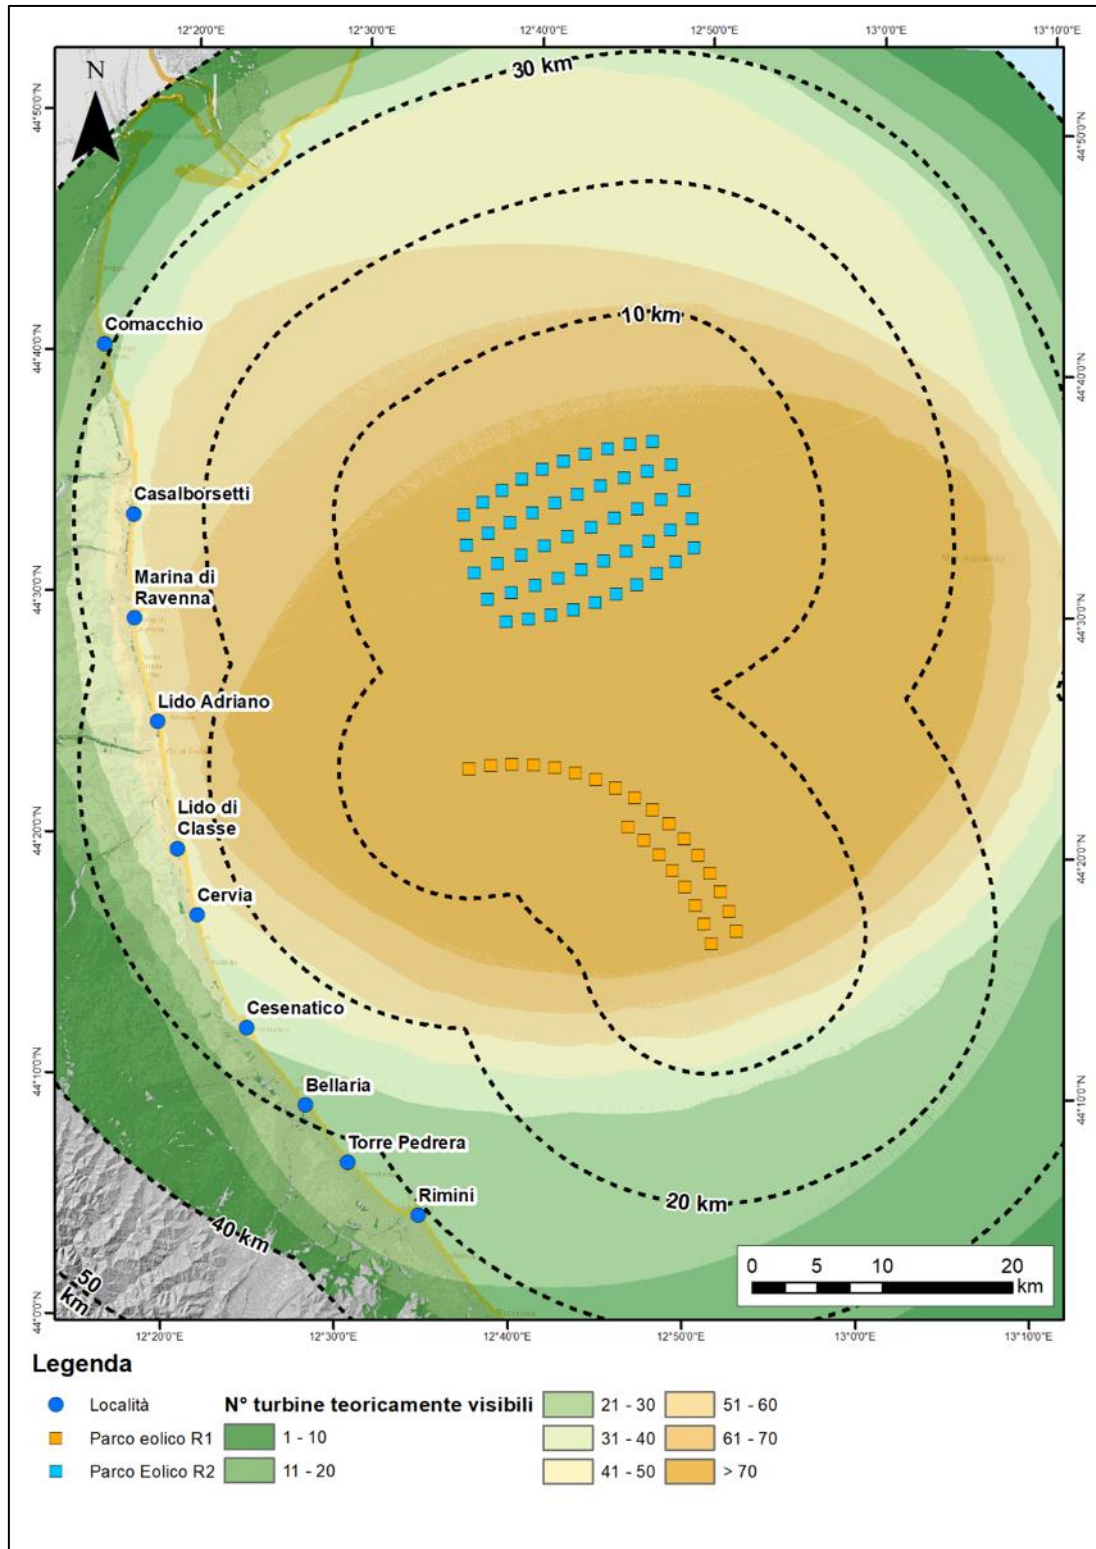 12°20'0"E 12°30'0"E 12°40'0"E 12°50'0"E 13°0'0"E 13°10'0"E
N
30 km
44°50'0"N
44°50'0"N
10 km
Comacchio
44°40'0"N
44°40'0"N
Casalborsetti
Marina di
Ravenna
44°30'0"N
44°30'0"N
Lido Adriano
Lido di
Classe
44°20'0"N
44°20'0"N
Cervia
Cesenatico
44°10'0"N
44°10'0"N
Bellaria
Torre Pedrera
Rimini
20 km
40 km
50
km
0 5 10 20
km
44°0'0"N
12°20'0"E 12°30'0"E 12°40'0"E 12°50'0"E 13°0'0"E 13°10'0"E
Legenda
Località
Parco eolico R1
Parco Eolico R2
N° turbine teoricamente visibili
1 - 10
11 - 20
21 - 30
31 - 40
41 - 50
51 - 60
61 - 70
> 70